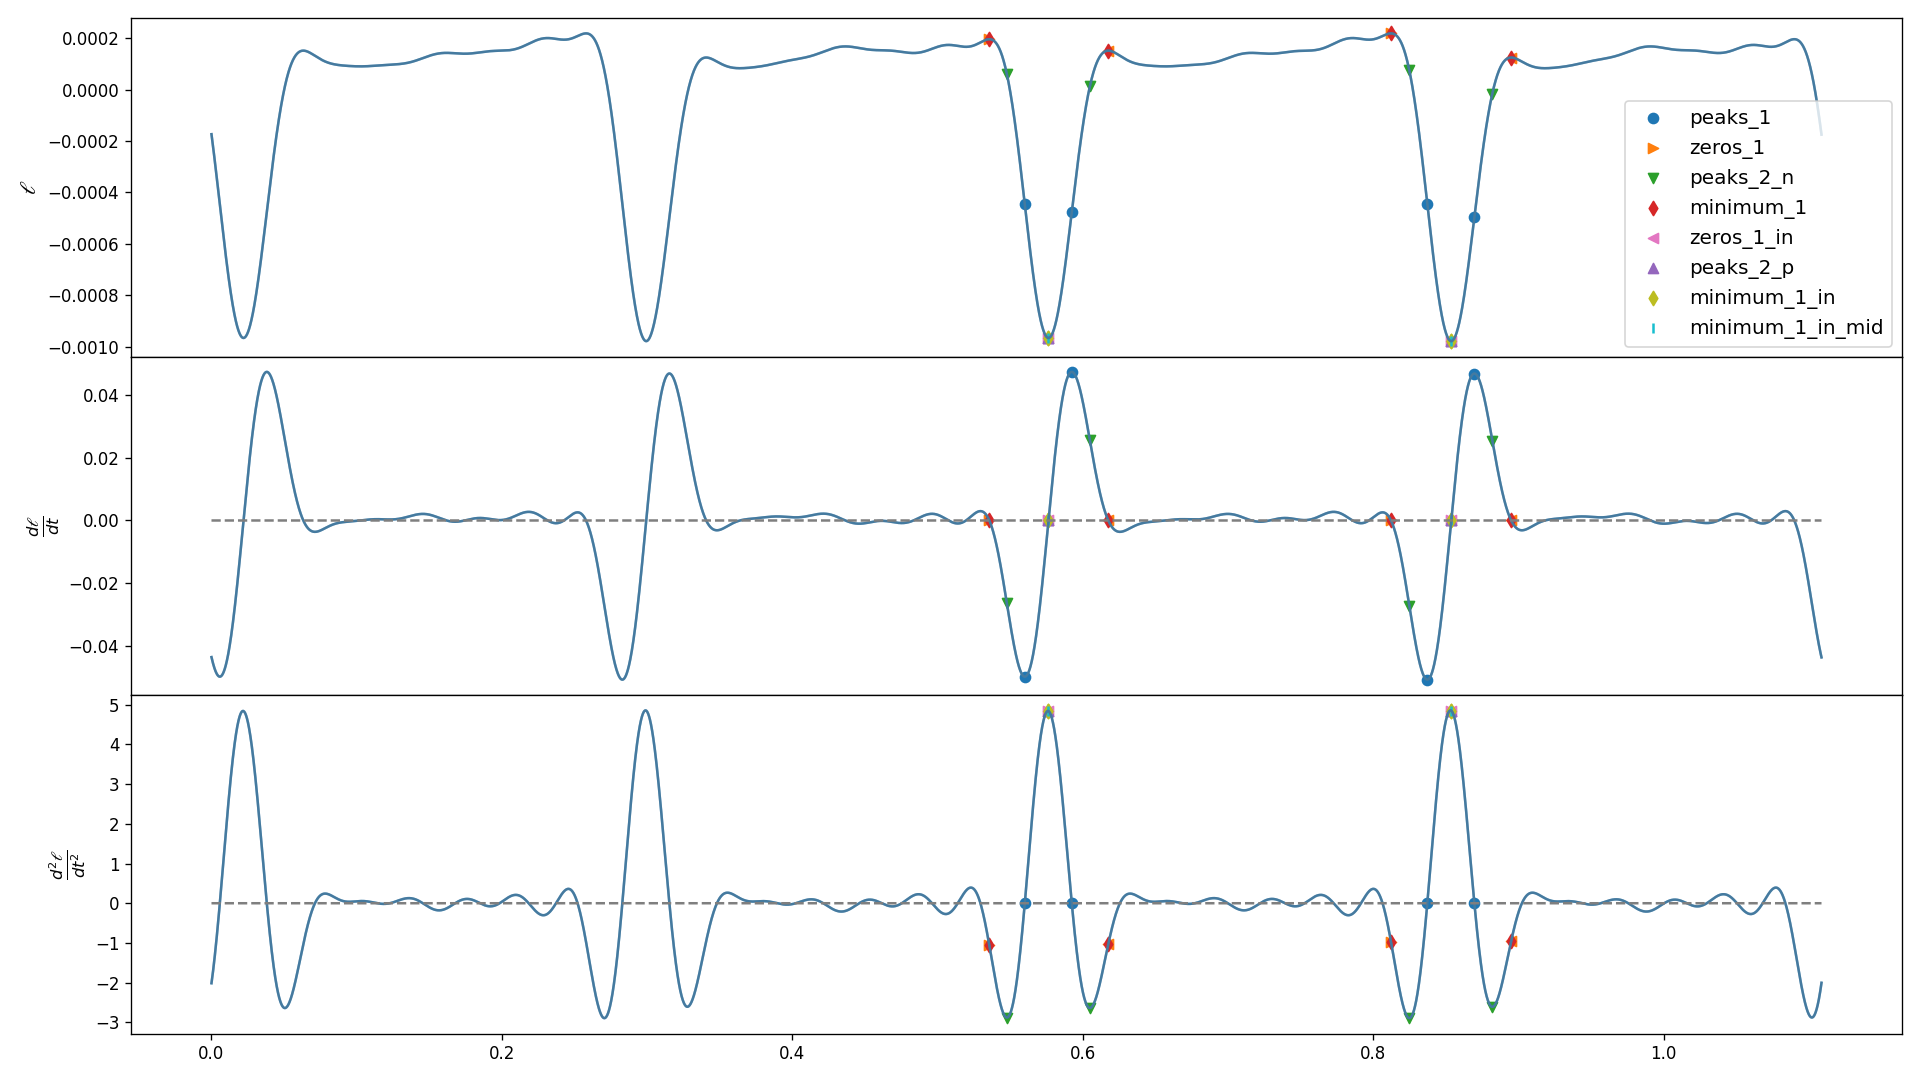 0.0002
0.0000
−0.0002
−0.0004
−0.0006
−0.0008
−0.0010
ℓ
peaks_1
zeros_1
peaks_2_n
minimum_1
zeros_1_in
peaks_2_p
minimum_1_in
minimum_1_in_mid
0.04
0.02
0.00
−0.02
−0.04
dℓ
dt
5
4
3
2
1
0
−1
−2
−3
d²ℓ
dt²
0.0 0.2 0.4 0.6 0.8 1.0